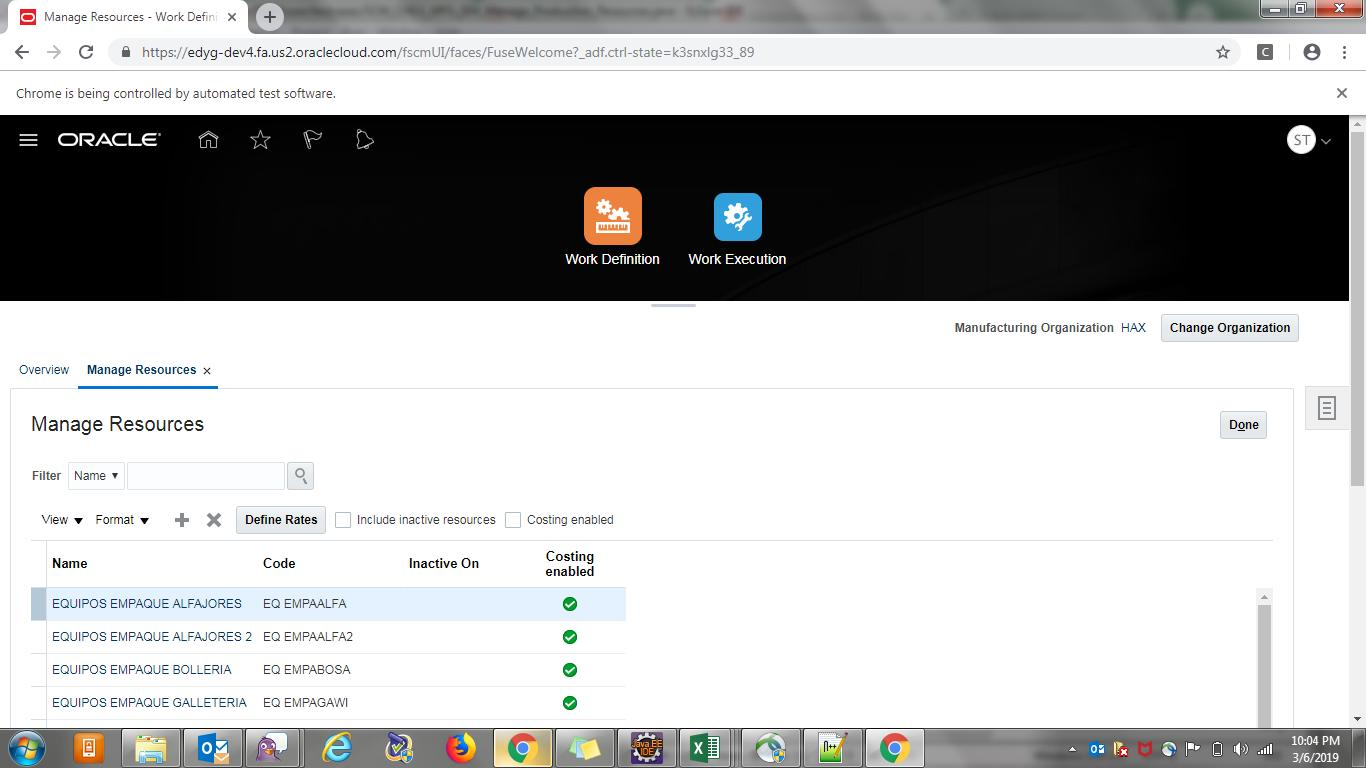 Manage Resources - Work Defini
https://edyg-dev4.fa.us2.oraclecloud.com/fscmUI/faces/FuseWelcome?_adf.ctrl-state=k3snxlg33_89
C
Chrome is being controlled by automated test software.
ORACLE
ST
Work Definition
Work Execution
Manufacturing Organization HAX Change Organization
Overview Manage Resources
Manage Resources
Done
Filter Name
View Format Define Rates Include inactive resources Costing enabled
Name Code Inactive On Costing enabled
EQUIPOS EMPAQUE ALFAJORES EQ EMPAALFA
EQUIPOS EMPAQUE ALFAJORES 2 EQ EMPAALFA2
EQUIPOS EMPAQUE BOLLERIA EQ EMPABOSA
EQUIPOS EMPAQUE GALLETERIA EQ EMPAGAWI
Java EE
IDE
10:04 PM
3/6/2019